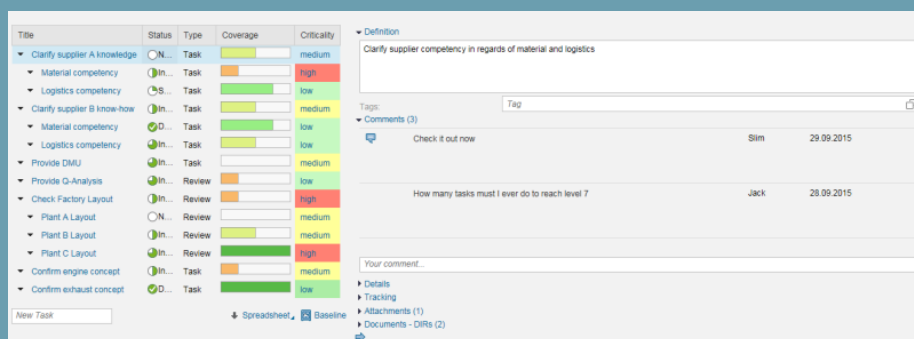 Title Status Type Coverage Criticality
Clarify supplier A knowledge N... Task medium
Material competency In... Task high
Logistics competency S... Task low
Clarify supplier B know-how In... Task medium
Material competency D... Task low
Logistics competency In... Task low
Provide DMU In... Task medium
Provide Q-Analysis In... Review low
Check Factory Layout In... Review high
Plant A Layout N... Review medium
Plant B Layout In... Review medium
Plant C Layout In... Review high
Confirm engine concept In... Task medium
Confirm exhaust concept D... Task low
New Task Spreadsheet Baseline
Definition
Clarify supplier competency in regards of material and logistics
Tags: Tag
Comments (3)
Check it out now Slim 29.09.2015
How many tasks must I ever do to reach level 7 Jack 28.09.2015
Your comment...
Details
Tracking
Attachments (1)
Documents - DIRs (2)